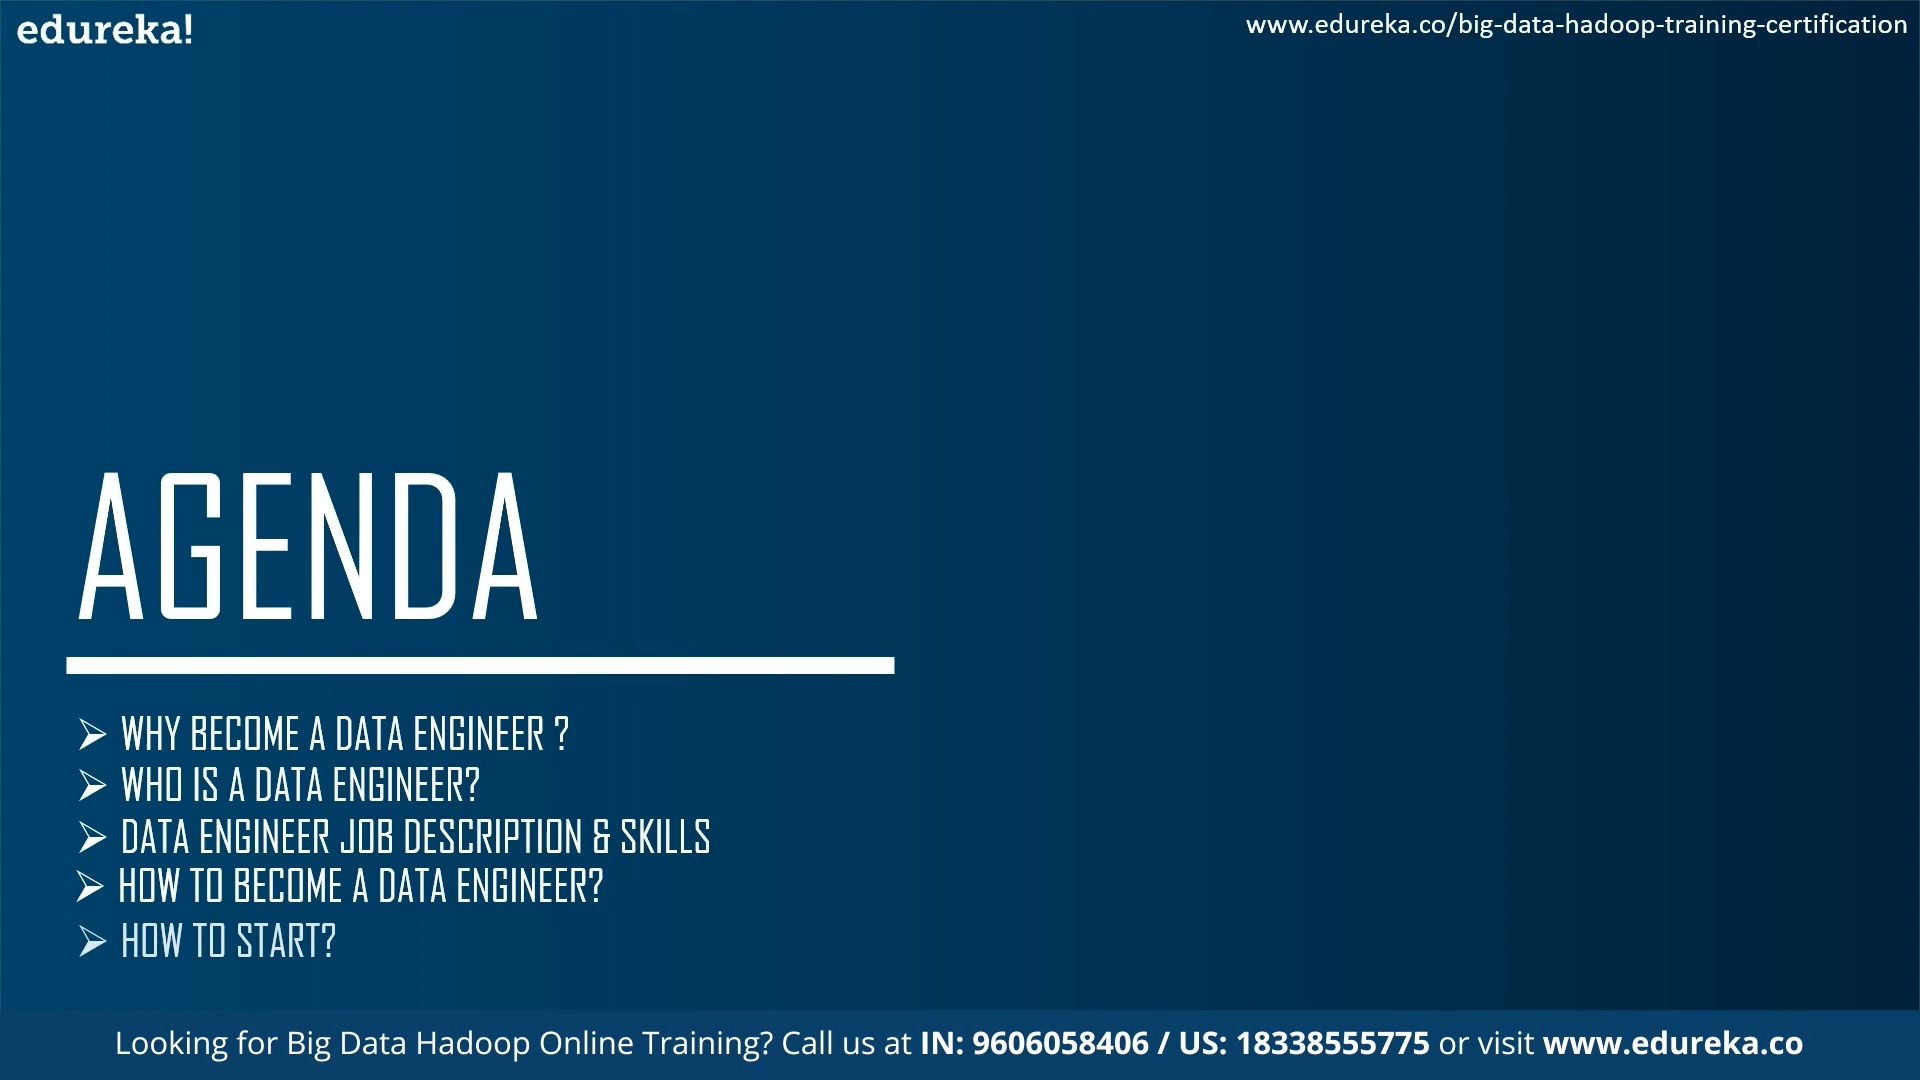 edureka!
www.edureka.co/big-data-hadoop-training-certification
AGENDA
➢ WHY BECOME A DATA ENGINEER ?
➢ WHO IS A DATA ENGINEER?
➢ DATA ENGINEER JOB DESCRIPTION & SKILLS
➢ HOW TO BECOME A DATA ENGINEER?
➢ HOW TO START?
Looking for Big Data Hadoop Online Training? Call us at IN: 9606058406 / US: 18338555775 or visit www.edureka.co